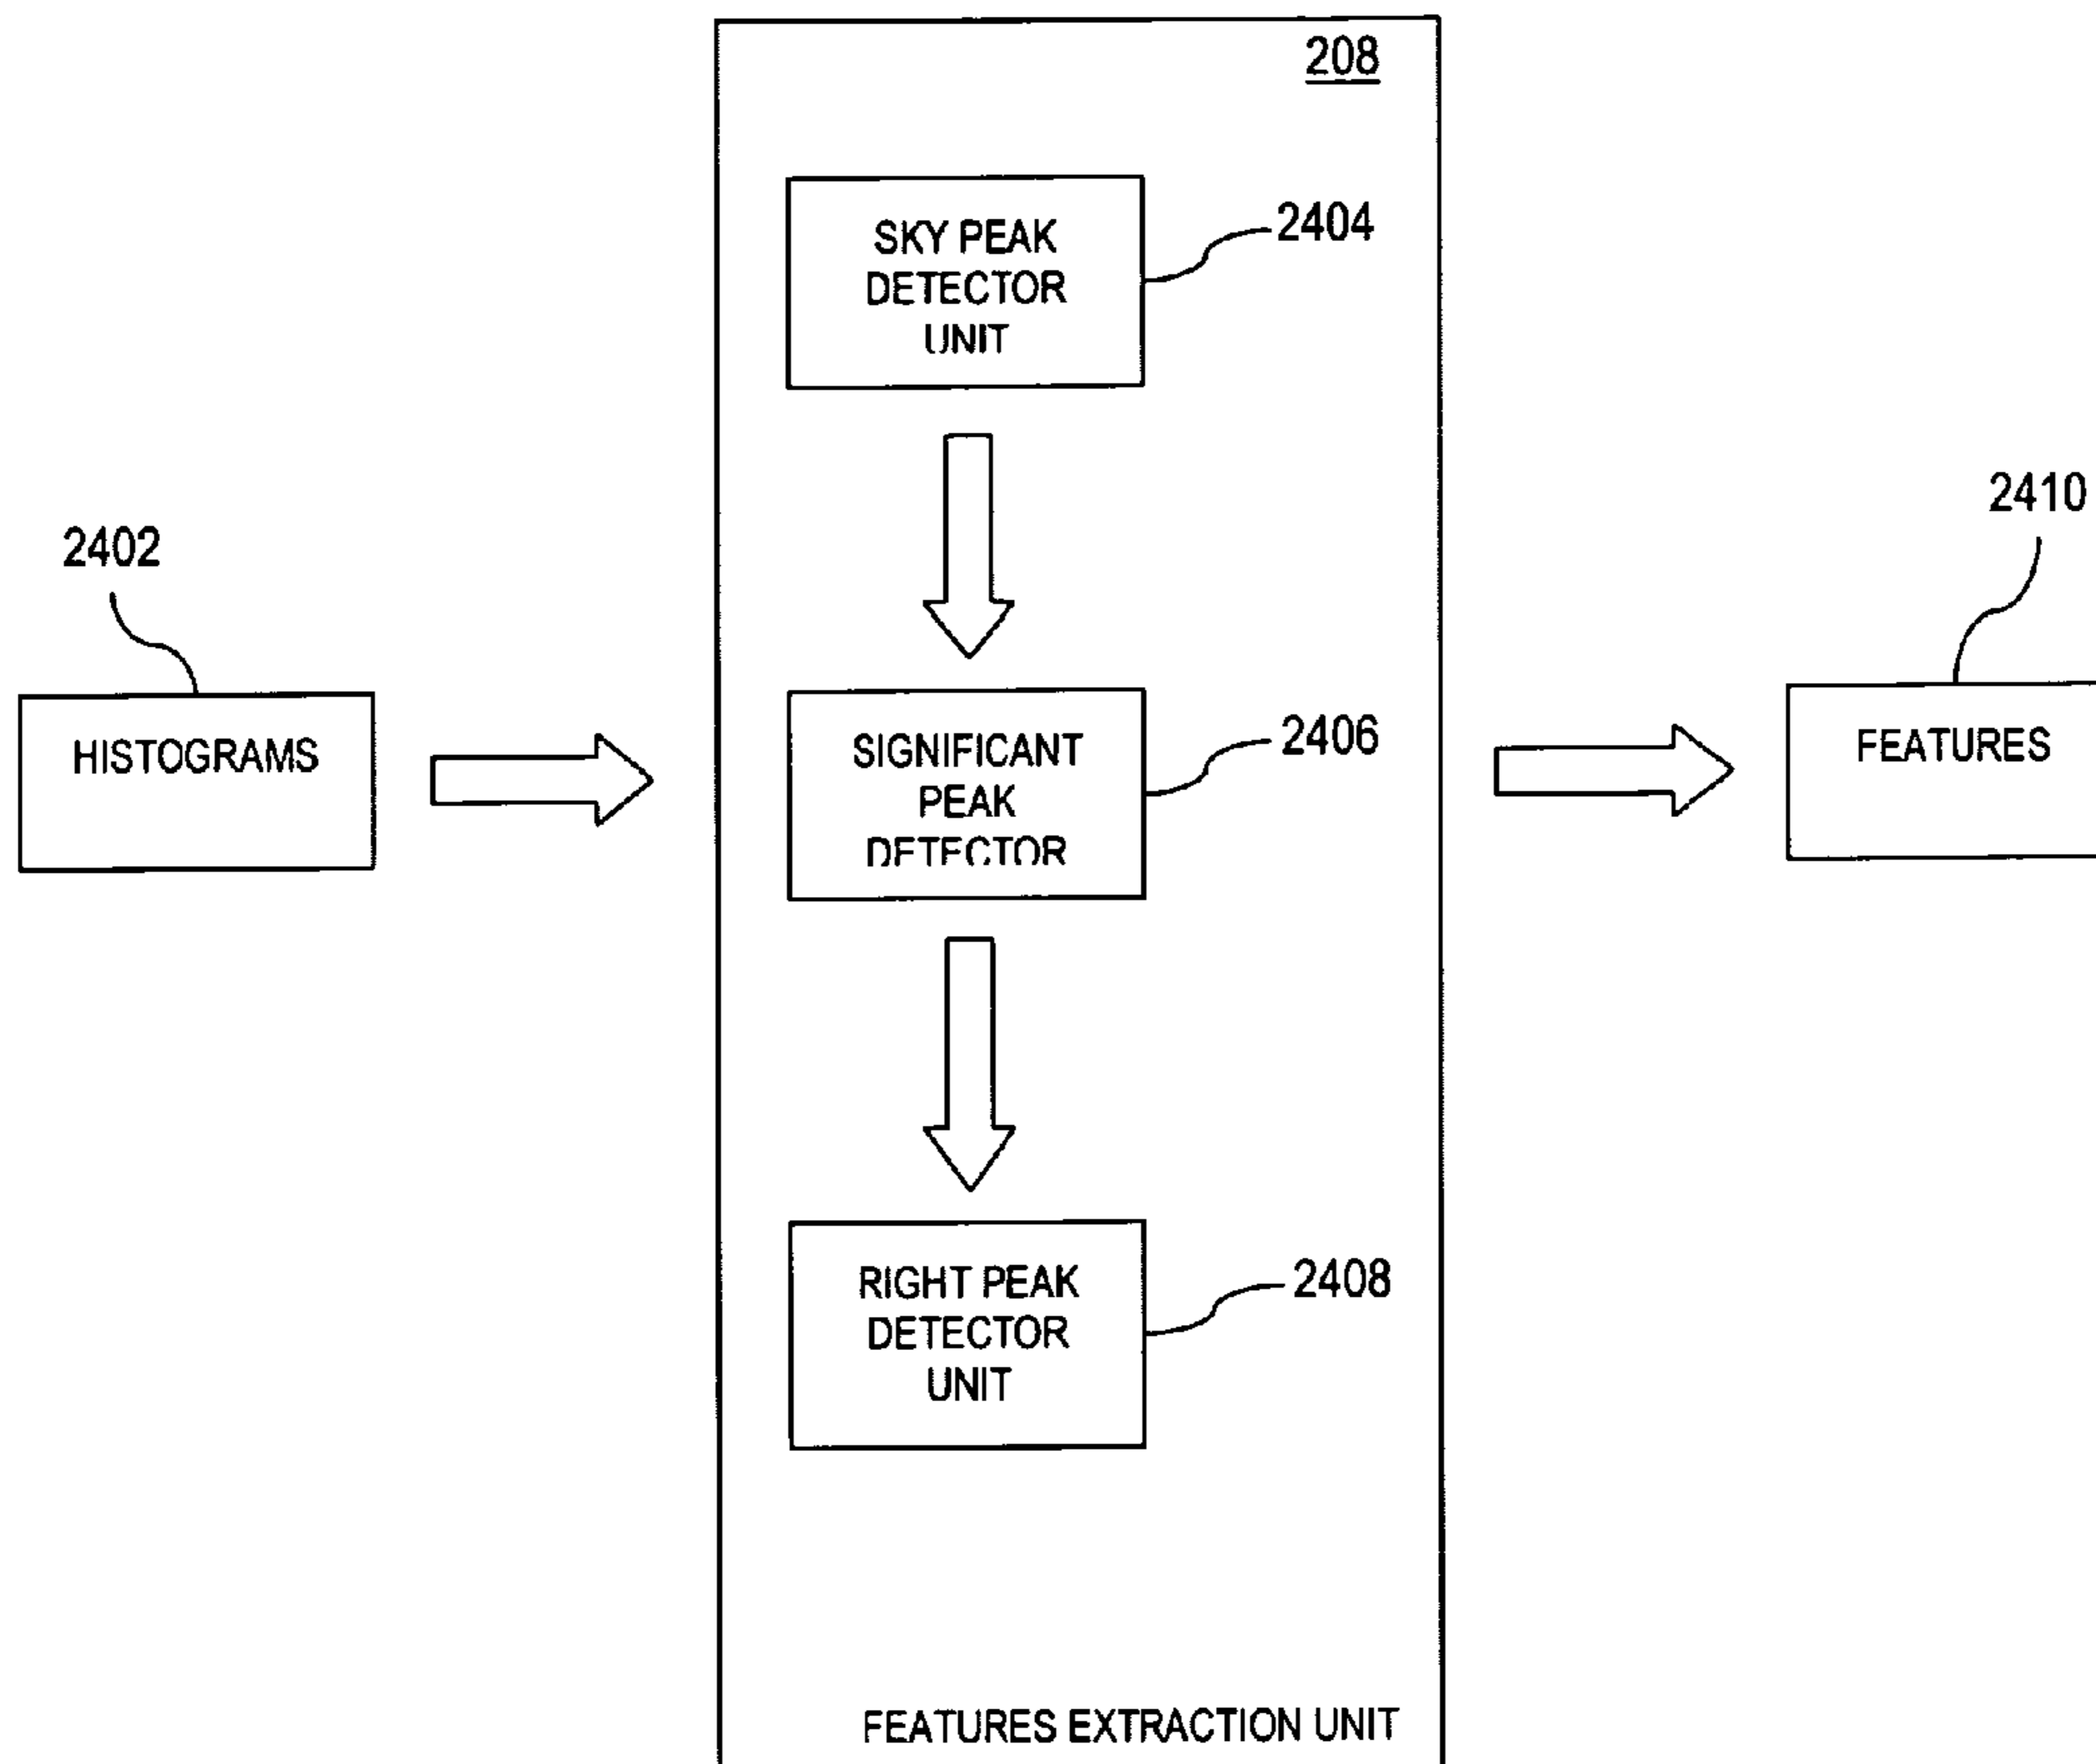 208
SKY PEAK
DETECTOR
UNIT
2404
2402
HISTOGRAMS
SIGNIFICANT
PEAK
DETECTOR
2406
2410
FEATURES
RIGHT PEAK
DETECTOR
UNIT
2408
FEATURES EXTRACTION UNIT